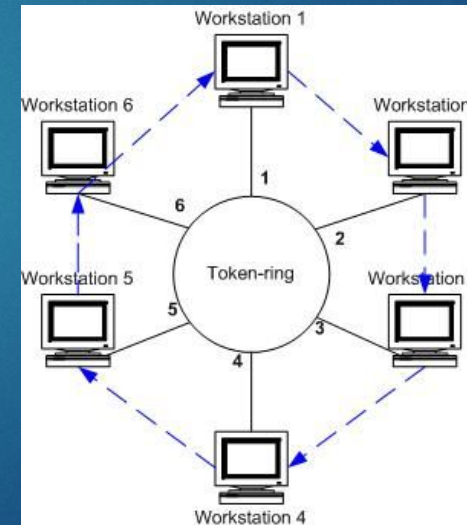 Workstation 1
Workstation 6
Workstation
1
6
2
Token-ring
Workstation 5
Workstation
5
3
4
Workstation 4